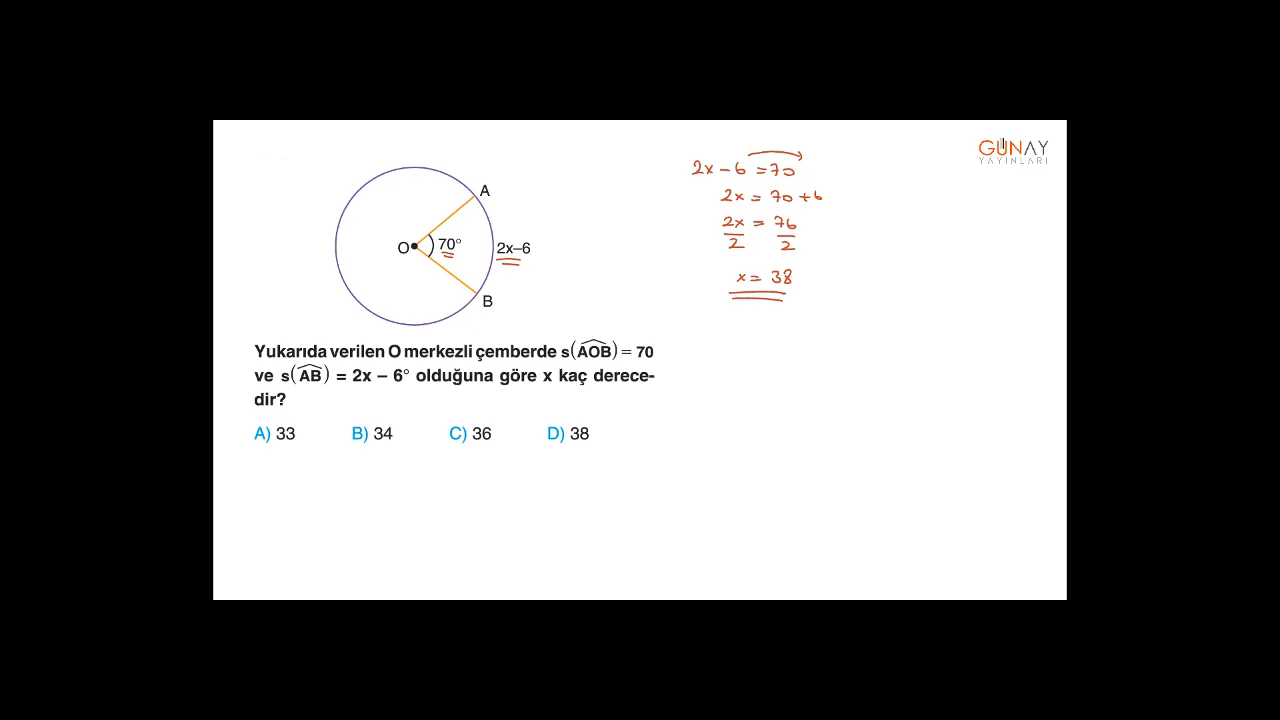 GÜNAY
YAYINLARI
A
O
70°
2x–6
B
2x – 6 = 70
2x = 70 + 6
2x = 76
2 2
x = 38
Yukarıda verilen O merkezli çemberde s(AOB) = 70
ve s(AB) = 2x – 6° olduğuna göre x kaç derece-
dir?
A) 33 B) 34 C) 36 D) 38